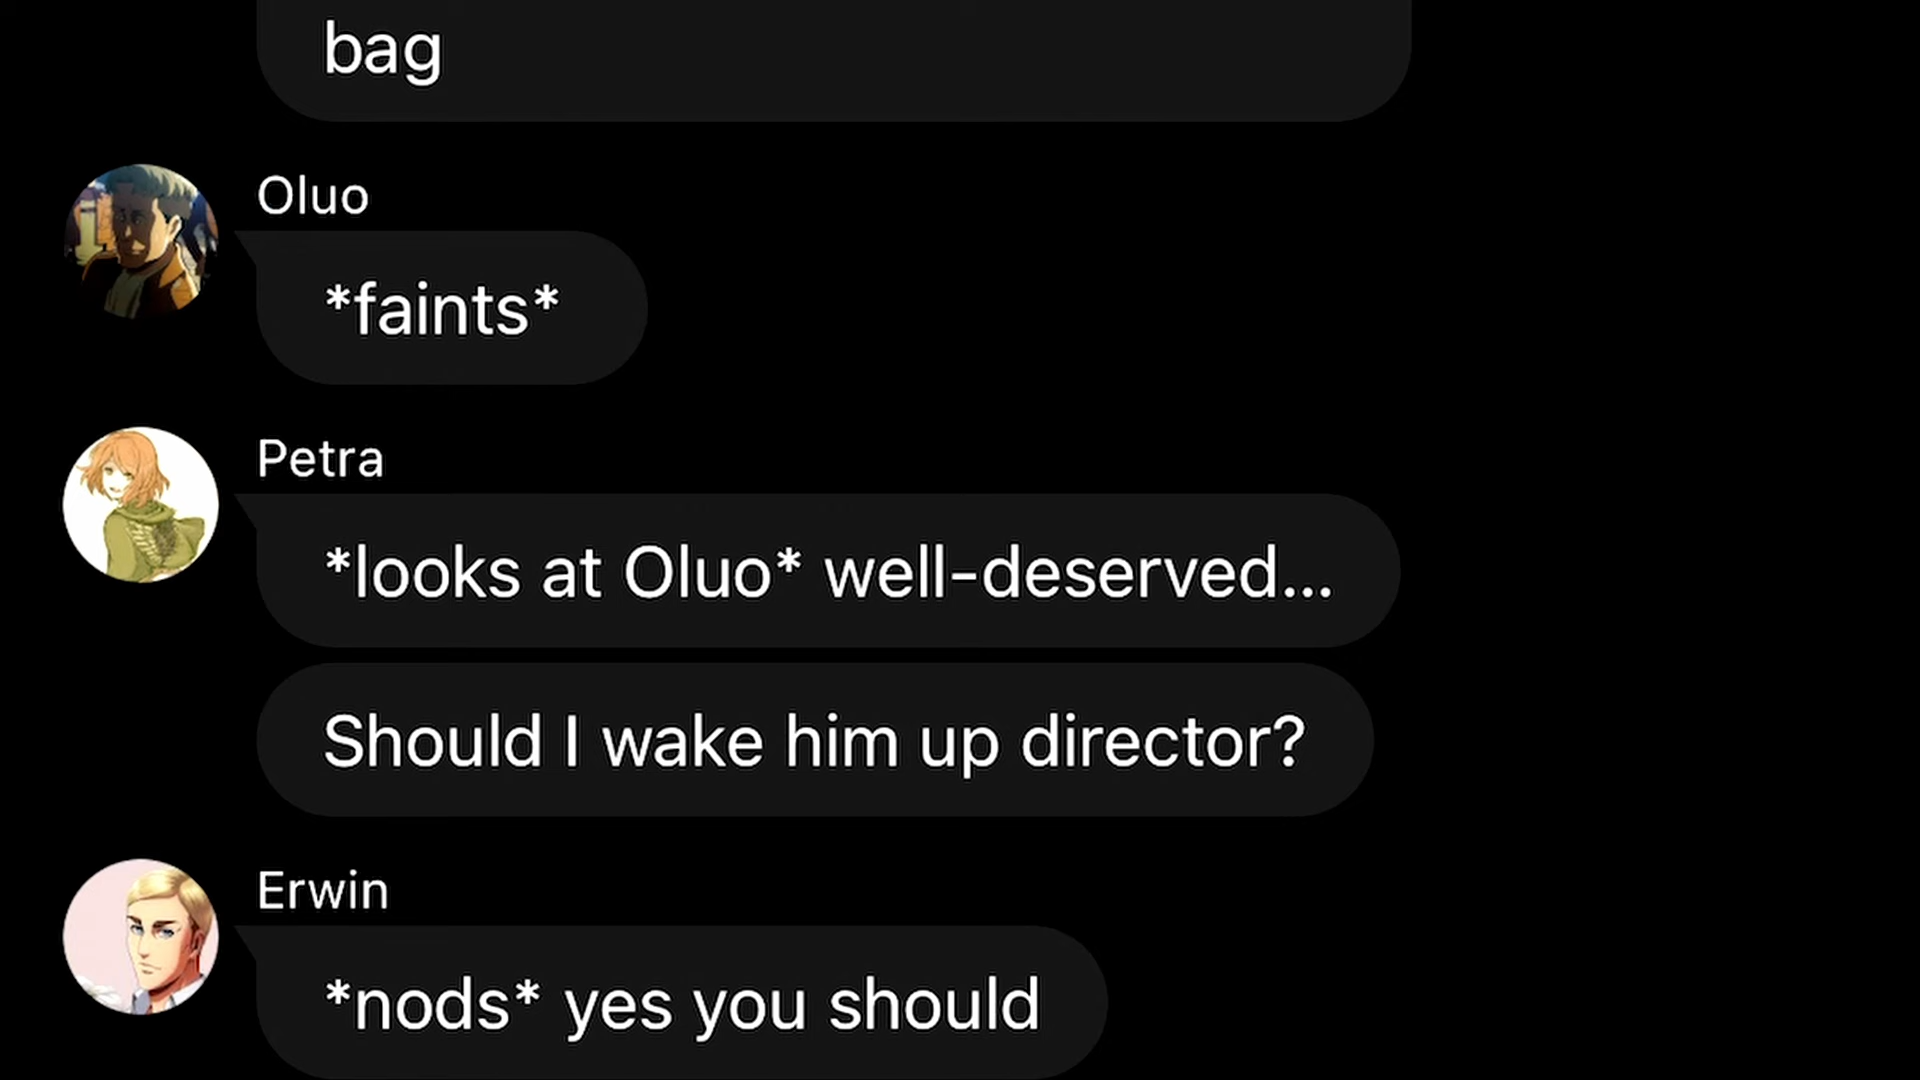 bag
Oluo
*faints*
Petra
*looks at Oluo* well-deserved...
Should I wake him up director?
Erwin
*nods* yes you should